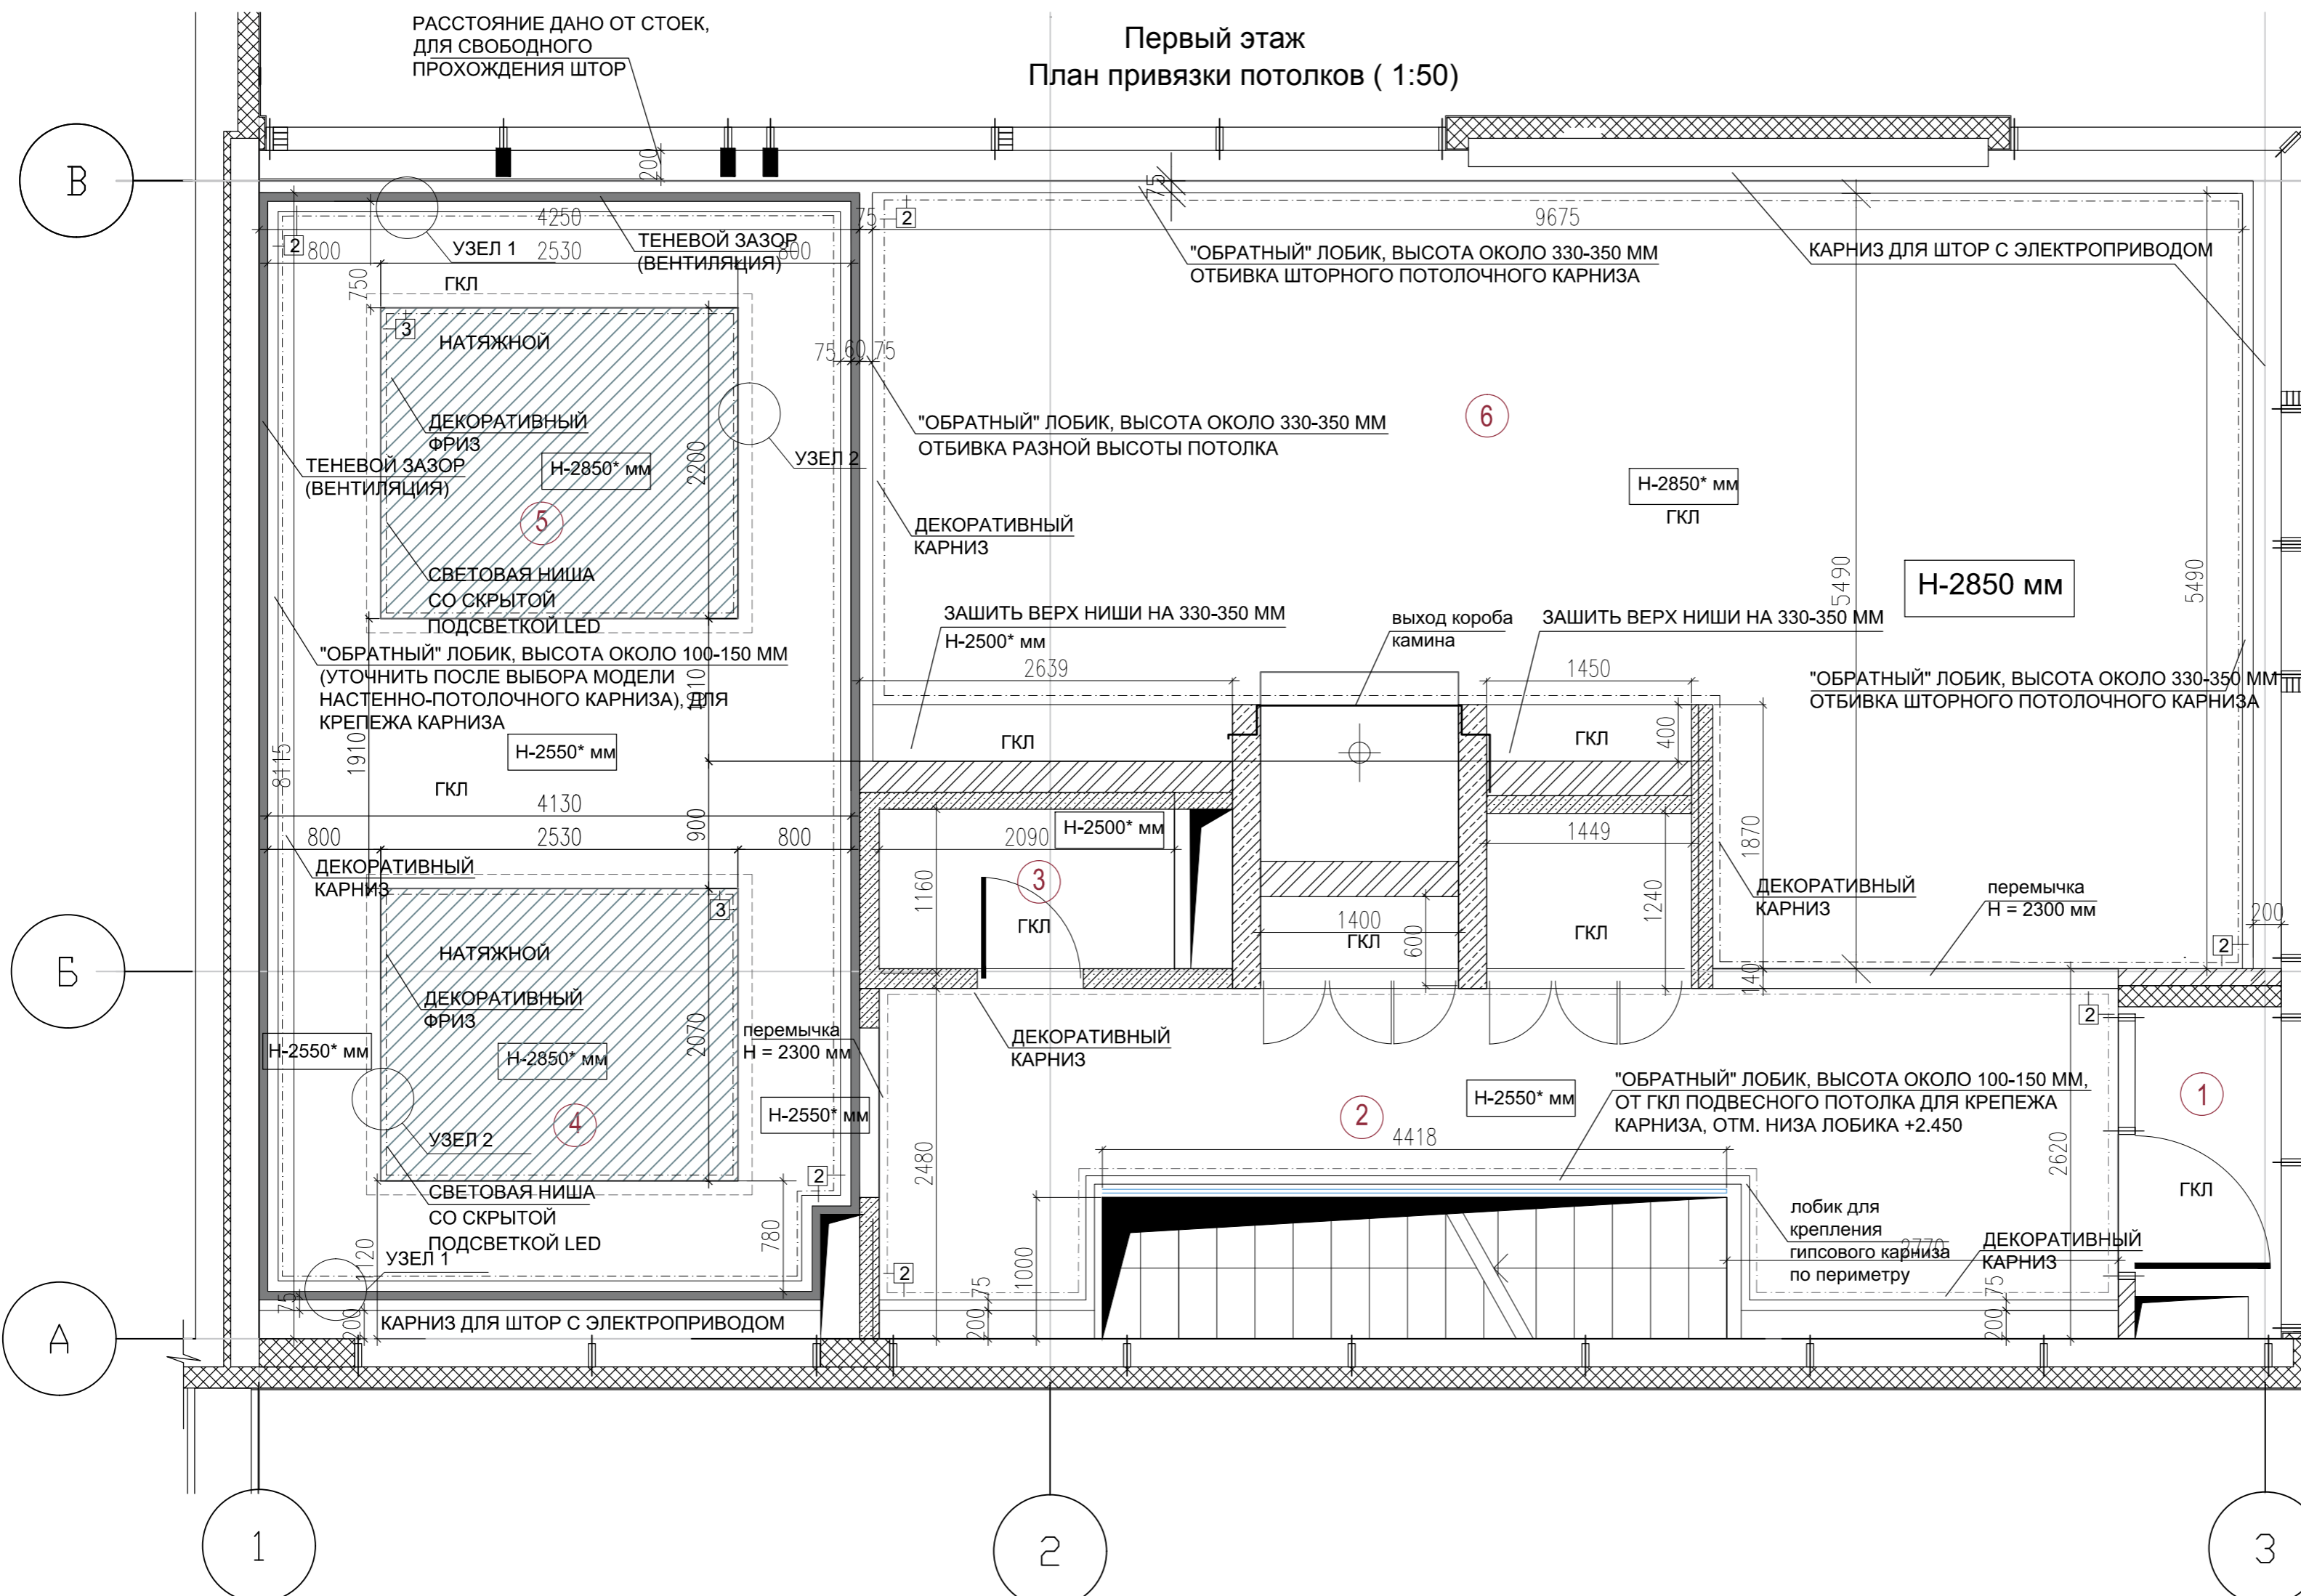 РАССТОЯНИЕ ДАНО ОТ СТОЕК,
ДЛЯ СВОБОДНОГО
ПРОХОЖДЕНИЯ ШТОР
Первый этаж
План привязки потолков ( 1:50)
В
200
75
4250
75
2
9675
2
800
УЗЕЛ 1
2530
ТЕНЕВОЙ ЗАЗОР
(ВЕНТИЛЯЦИЯ)
800
"ОБРАТНЫЙ" ЛОБИК, ВЫСОТА ОКОЛО 330-350 ММ
ОТБИВКА ШТОРНОГО ПОТОЛОЧНОГО КАРНИЗА
КАРНИЗ ДЛЯ ШТОР С ЭЛЕКТРОПРИВОДОМ
750
ГКЛ
3
НАТЯЖНОЙ
75
60
75
ДЕКОРАТИВНЫЙ
ФРИЗ
"ОБРАТНЫЙ" ЛОБИК, ВЫСОТА ОКОЛО 330-350 ММ
ОТБИВКА РАЗНОЙ ВЫСОТЫ ПОТОЛКА
6
ТЕНЕВОЙ ЗАЗОР
(ВЕНТИЛЯЦИЯ)
Н-2850* мм
2200
УЗЕЛ 2
Н-2850* мм
ГКЛ
5
ДЕКОРАТИВНЫЙ
КАРНИЗ
СВЕТОВАЯ НИША
СО СКРЫТОЙ
ПОДСВЕТКОЙ LED
5490
Н-2850 мм
5490
ЗАШИТЬ ВЕРХ НИШИ НА 330-350 ММ
Н-2500* мм
выход короба
камина
ЗАШИТЬ ВЕРХ НИШИ НА 330-350 ММ
"ОБРАТНЫЙ" ЛОБИК, ВЫСОТА ОКОЛО 100-150 ММ
(УТОЧНИТЬ ПОСЛЕ ВЫБОРА МОДЕЛИ
НАСТЕННО-ПОТОЛОЧНОГО КАРНИЗА), ДЛЯ
КРЕПЕЖА КАРНИЗА
2639
1450
"ОБРАТНЫЙ" ЛОБИК, ВЫСОТА ОКОЛО 330-350 ММ
ОТБИВКА ШТОРНОГО ПОТОЛОЧНОГО КАРНИЗА
8115
1910
Н-2550* мм
ГКЛ
ГКЛ
ГКЛ
400
4130
800
2530
900
800
2090
Н-2500* мм
1449
1870
ДЕКОРАТИВНЫЙ
КАРНИЗ
3
1160
3
ГКЛ
1400
ГКЛ
600
1240
ГКЛ
ДЕКОРАТИВНЫЙ
КАРНИЗ
перемычка
Н = 2300 мм
200
2
Б
НАТЯЖНОЙ
140
ДЕКОРАТИВНЫЙ
ФРИЗ
Н-2550* мм
Н-2850* мм
2070
перемычка
Н = 2300 мм
ДЕКОРАТИВНЫЙ
КАРНИЗ
2
Н-2550* мм
4
УЗЕЛ 2
2
Н-2550* мм
"ОБРАТНЫЙ" ЛОБИК, ВЫСОТА ОКОЛО 100-150 ММ,
ОТ ГКЛ ПОДВЕСНОГО ПОТОЛКА ДЛЯ КРЕПЕЖА
КАРНИЗА, ОТМ. НИЗА ЛОБИКА +2.450
1
4418
2480
2620
2
ГКЛ
СВЕТОВАЯ НИША
СО СКРЫТОЙ
ПОДСВЕТКОЙ LED
УЗЕЛ 1
780
лобик для
крепления
гипсового карниза
по периметру
2770
ДЕКОРАТИВНЫЙ
КАРНИЗ
2
1000
75
200
75
200
75
200
КАРНИЗ ДЛЯ ШТОР С ЭЛЕКТРОПРИВОДОМ
А
1
2
3